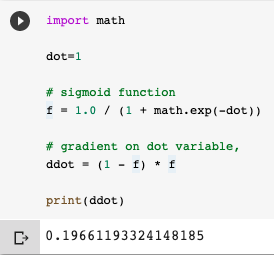 import math
dot=1
# sigmoid function
f = 1.0 / (1 + math.exp(-dot))
# gradient on dot variable,
ddot = (1 - f) * f
print(ddot)
0.19661193324148185